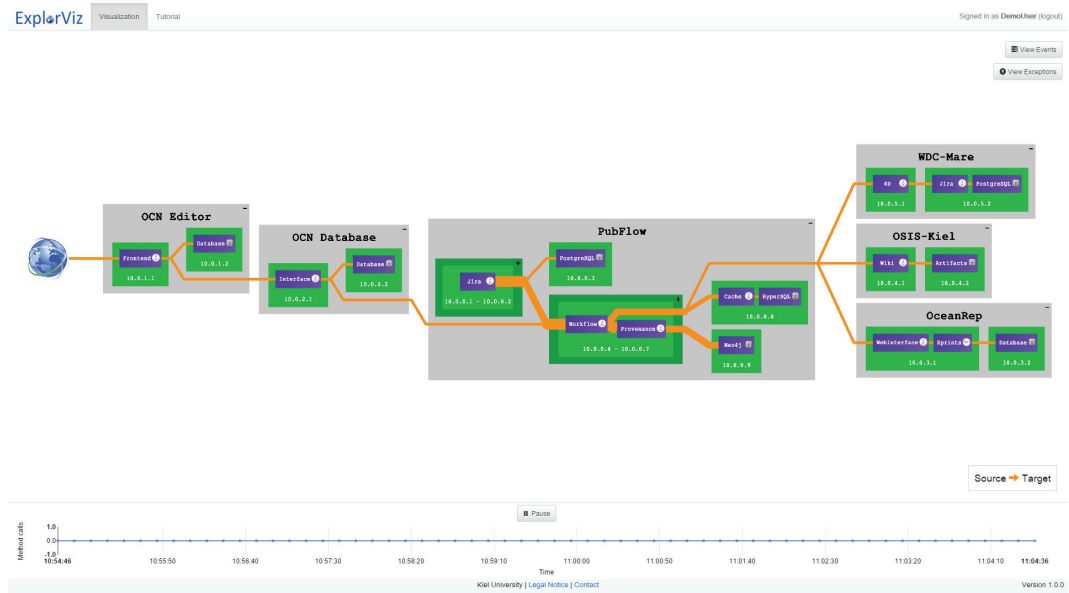 ExplorViz Visualization Tutorial Signed in as DemoUser (logout)
View Events
View Exceptions
OCN Editor
Frontend
10.0.1.1
Database
10.0.1.2
OCN Database
Interface
10.0.2.1
Database
10.0.2.2
PubFlow
Jira
10.0.0.1 - 10.0.0.2
PostgreSQL
10.0.0.3
Workflow Provenance
10.0.0.4 - 10.0.0.7
Cache HyperSQL
10.0.0.8
Neo4j
10.0.0.9
WDC-Mare
4D
10.0.5.1
Jira PostgreSQL
10.0.5.2
OSIS-Kiel
Wiki
10.0.4.1
Artifacts
10.0.4.2
OceanRep
Webinterface Eprints
10.0.3.1
Database
10.0.3.2
Source Target
Pause
Method calls
1.0
0.0
-1.0
10:54:46 10:55:50 10:56:40 10:57:30 10:58:20 10:59:10 11:00:00 11:00:50 11:01:40 11:02:30 11:03:20 11:04:10 11:04:36
Time
Kiel University | Legal Notice | Contact Version 1.0.0